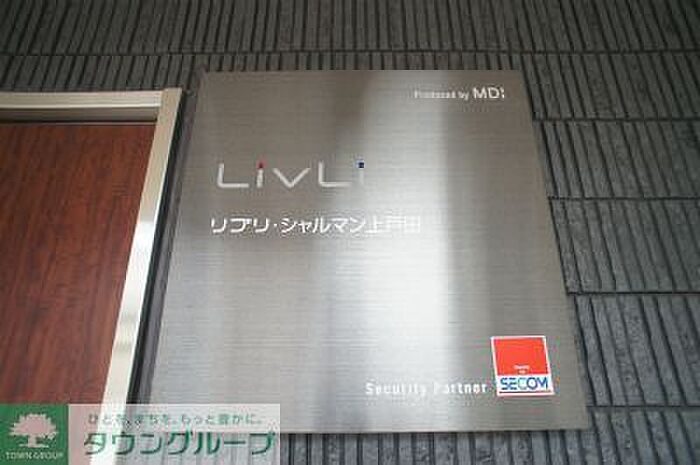 Produced by MDI
LiVLi
リブリ・シャルマン上戸田
Security Partner
SECOM
ひとを、まちを、もっと豊かに。
タウングループ
TOWN GROUP